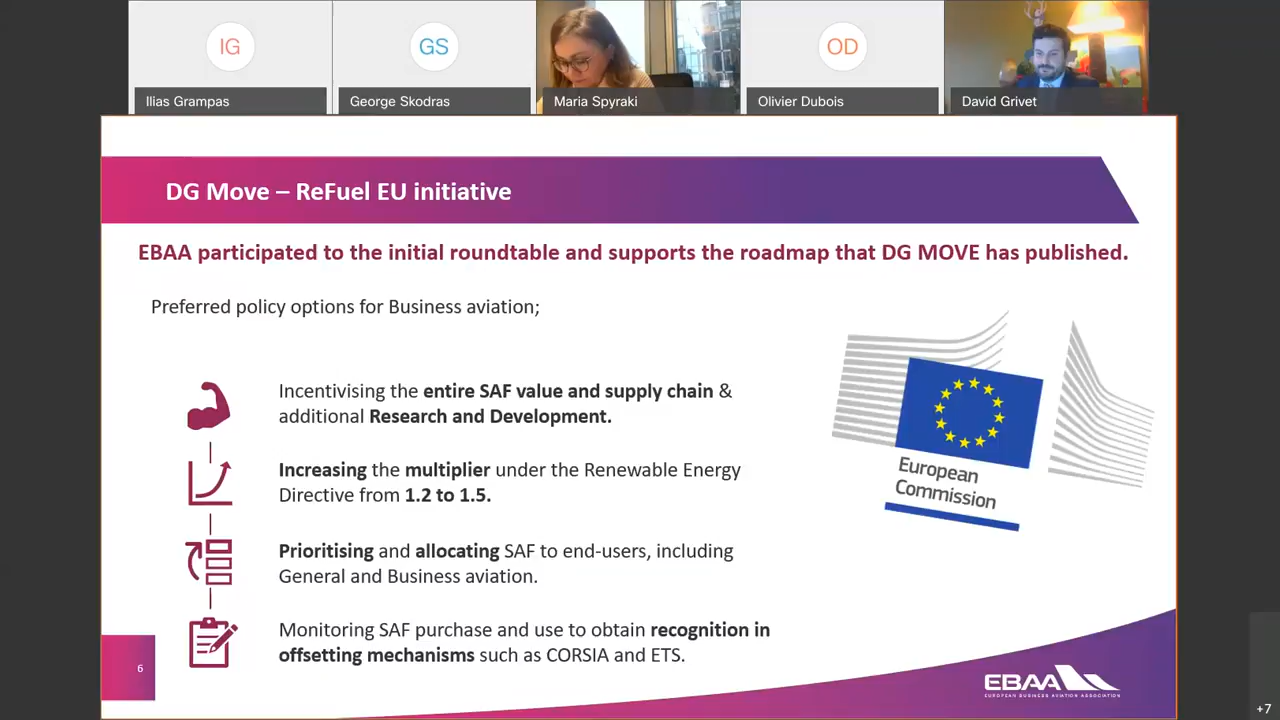 IG
GS
OD
Ilias Grampas
George Skodras
Maria Spyraki
Olivier Dubois
David Grivet
DG Move – ReFuel EU initiative
EBAA participated to the initial roundtable and supports the roadmap that DG MOVE has published.
Preferred policy options for Business aviation;
Incentivising the entire SAF value and supply chain &
additional Research and Development.
Increasing the multiplier under the Renewable Energy
Directive from 1.2 to 1.5.
Prioritising and allocating SAF to end-users, including
General and Business aviation.
Monitoring SAF purchase and use to obtain recognition in
offsetting mechanisms such as CORSIA and ETS.
European
Commission
6
EBAA
EUROPEAN BUSINESS AVIATION ASSOCIATION
+7